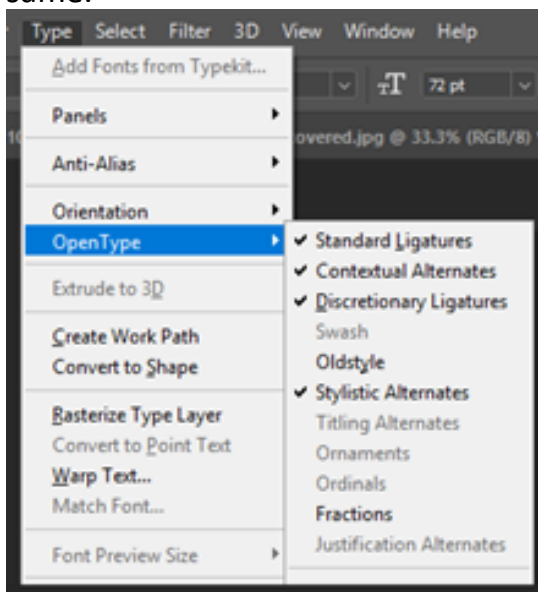 same.
Type Select Filter 3D View Window Help
Add Fonts from Typekit...
T 72 pt
Panels
overed.jpg @ 33.3% (RGB/8)
Anti-Alias
Orientation
OpenType
Standard Ligatures
Contextual Alternates
Extrude to 3D
Discretionary Ligatures
Swash
Create Work Path
Oldstyle
Convert to Shape
Stylistic Alternates
Rasterize Type Layer
Titling Alternates
Convert to Point Text
Ornaments
Warp Text...
Ordinals
Match Font...
Fractions
Font Preview Size
Justification Alternates